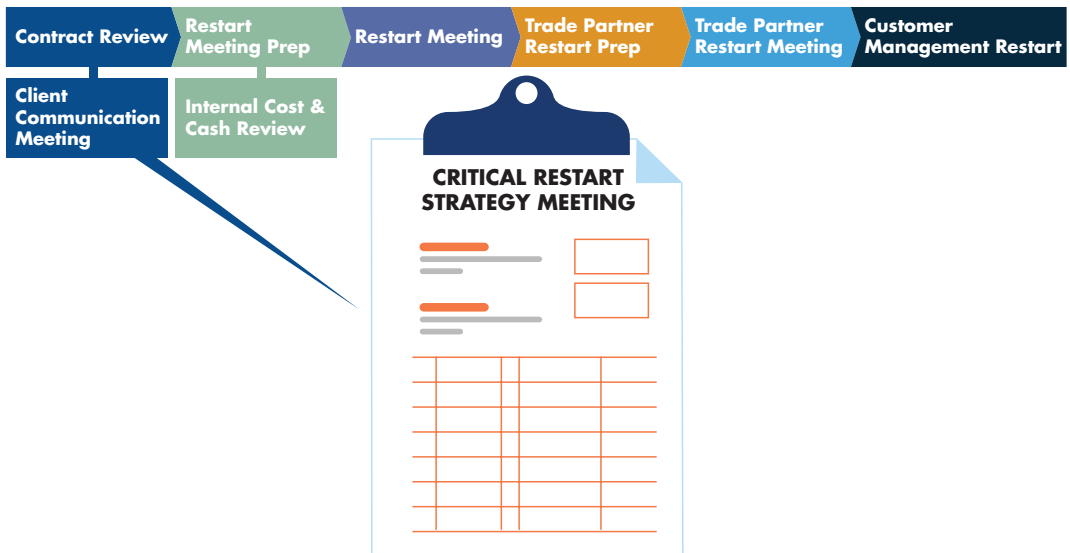 Contract Review
Restart
Meeting Prep
Restart Meeting
Trade Partner
Restart Prep
Trade Partner
Restart Meeting
Customer
Management Restart
Client
Communication
Meeting
Internal Cost &
Cash Review
CRITICAL RESTART
STRATEGY MEETING